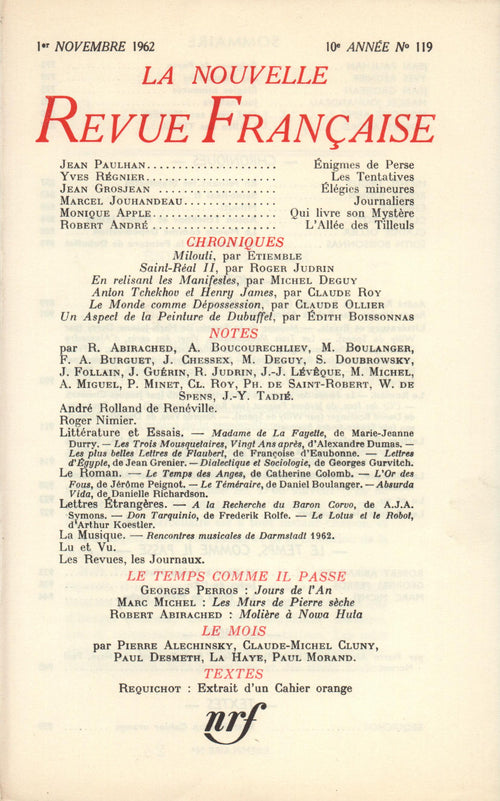 1er NOVEMBRE 1962 10e ANNÉE No 119
LA NOUVELLE
REVUE FRANÇAISE
JEAN PAULHAN.................... Énigmes de Perse
YVES RÉGNIER.................... Les Tentatives
JEAN GROSJEAN .................. Élégies mineures
MARCEL JOUHANDEAU............... Journaliers
MONIQUE APPLE................... Qui livre son Mystère
ROBERT ANDRÉ ................... L'Allée des Tilleuls
CHRONIQUES
Milouli, par ETIEMBLE
Saint-Réal II, par ROGER JUDRIN
En relisant les Manifestes, par MICHEL DEGUY
Anton Tchekhov et Henry James, par CLAUDE ROY
Le Monde comme Dépossession, par CLAUDE OLLIER
Un Aspect de la Peinture de Dubuffet, par ÉDITH BOISSONNAS
NOTES
par R. ABIRACHED, A. BOUCOURECHLIEV, M. BOULANGER,
F. A. BURGUET, J. CHESSEX, M. DEGUY, S. DOUBROWSKY,
J. FOLLAIN, J. GUÉRIN, R. JUDRIN, J.-J. LÉVÊQUE, M. MICHEL,
A. MIGUEL, P. MINET, CL. ROY, PH. DE SAINT-ROBERT, W. DE
SPENS, J.-Y. TADIÉ.
André Rolland de Renéville.
Roger Nimier.
Littérature et Essais. — Madame de La Fayette, de Marie-Jeanne
Durry. — Les Trois Mousquetaires, Vingt Ans après, d'Alexandre Dumas. —
Les plus belles Lettres de Flaubert, de Françoise d'Eaubonne. — Lettres
d'Égypte, de Jean Grenier. — Dialectique et Sociologie, de Georges Gurvitch.
Le Roman. — Le Temps des Anges, de Catherine Colomb. — L'Or des
Fous, de Jérôme Peignot. — Le Téméraire, de Daniel Boulanger. — Absurda
Vida, de Danielle Richardson.
Lettres Étrangères. — A la Recherche du Baron Corvo, de A.J.A.
Symons. — Don Tarquinio, de Frederik Rolfe. — Le Lotus et le Robot,
d'Arthur Koestler.
La Musique. — Rencontres musicales de Darmstadt 1962.
Lu et Vu.
Les Revues, les Journaux.
LE TEMPS COMME IL PASSE
GEORGES PERROS : Jours de l'An
MARC MICHEL : Les Murs de Pierre sèche
ROBERT ABIRACHED : Molière à Nowa Huta
LE MOIS
par PIERRE ALECHINSKY, CLAUDE-MICHEL CLUNY,
PAUL DESMETH, LA HAYE, PAUL MORAND.
TEXTES
REQUICHOT : Extrait d'un Cahier orange
nrf